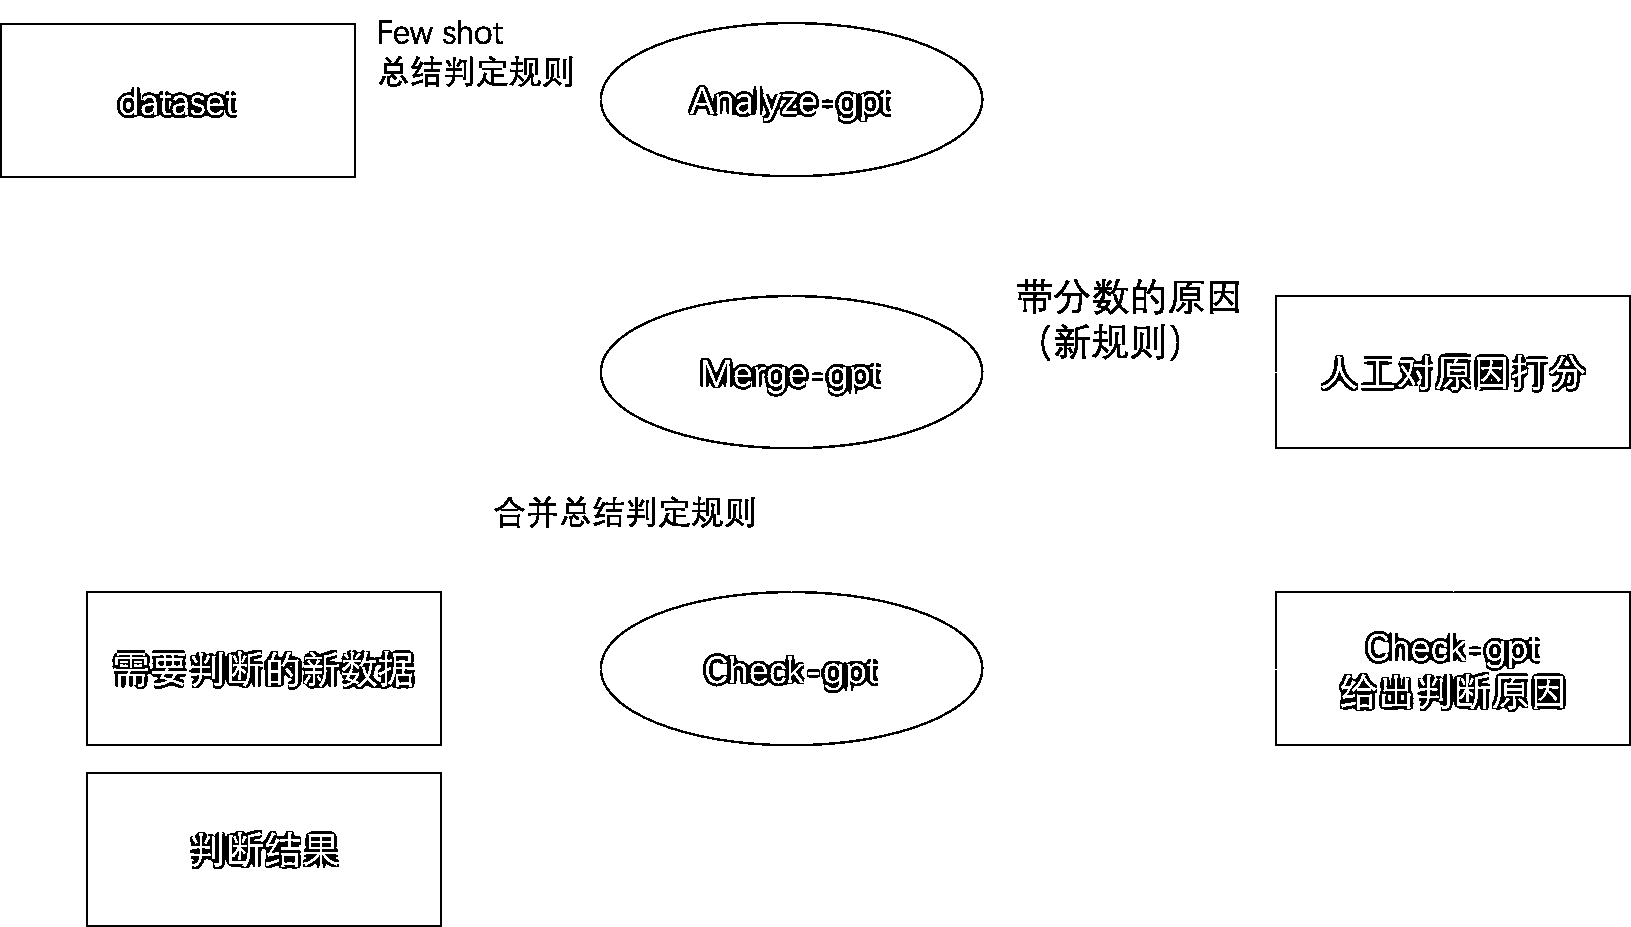 Few shot
总结判定规则
dataset
Analyze-gpt
带分数的原因
（新规则）
Merge-gpt
人工对原因打分
合并总结判定规则
需要判断的新数据
Check-gpt
Check-gpt
给出判断原因
判断结果